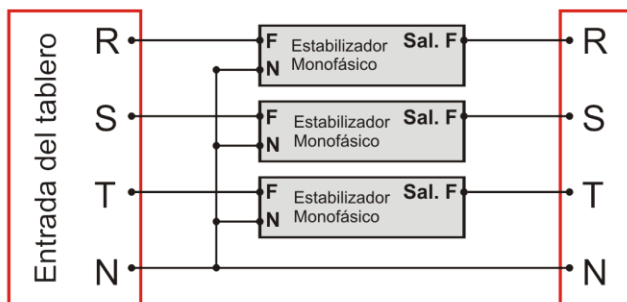 Entrada del tablero
R
F
Estabilizador
Monofásico
Sal. F
N
R
S
F
Estabilizador
Monofásico
Sal. F
N
S
T
F
Estabilizador
Monofásico
Sal. F
N
T
N
N